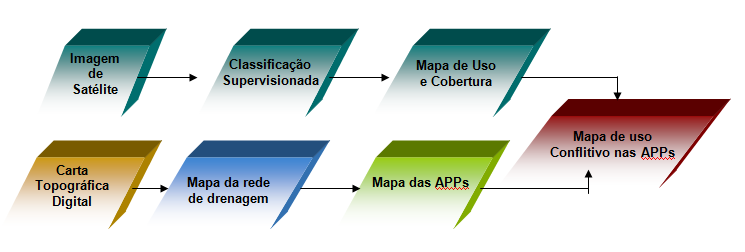 Imagem
de
Satélite
Classificação
Supervisionada
Mapa de Uso
e Cobertura
Mapa de uso
Conflitivo nas APPs
Carta
Topográfica
Digital
Mapa da rede
de drenagem
Mapa das APPs